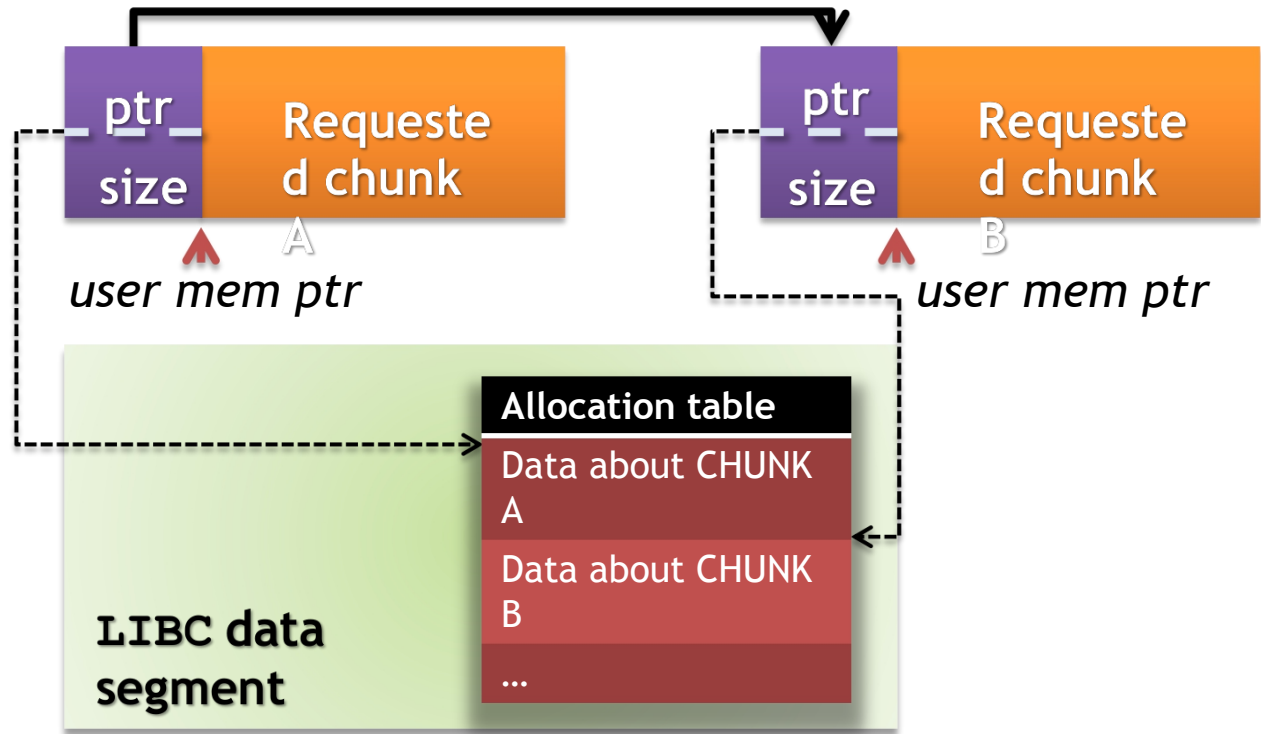 ptr
size
Requeste
d chunk
A
ptr
size
Requeste
d chunk
B
user mem ptr
user mem ptr
Allocation table
Data about CHUNK
A
Data about CHUNK
B
…
LIBC data
segment